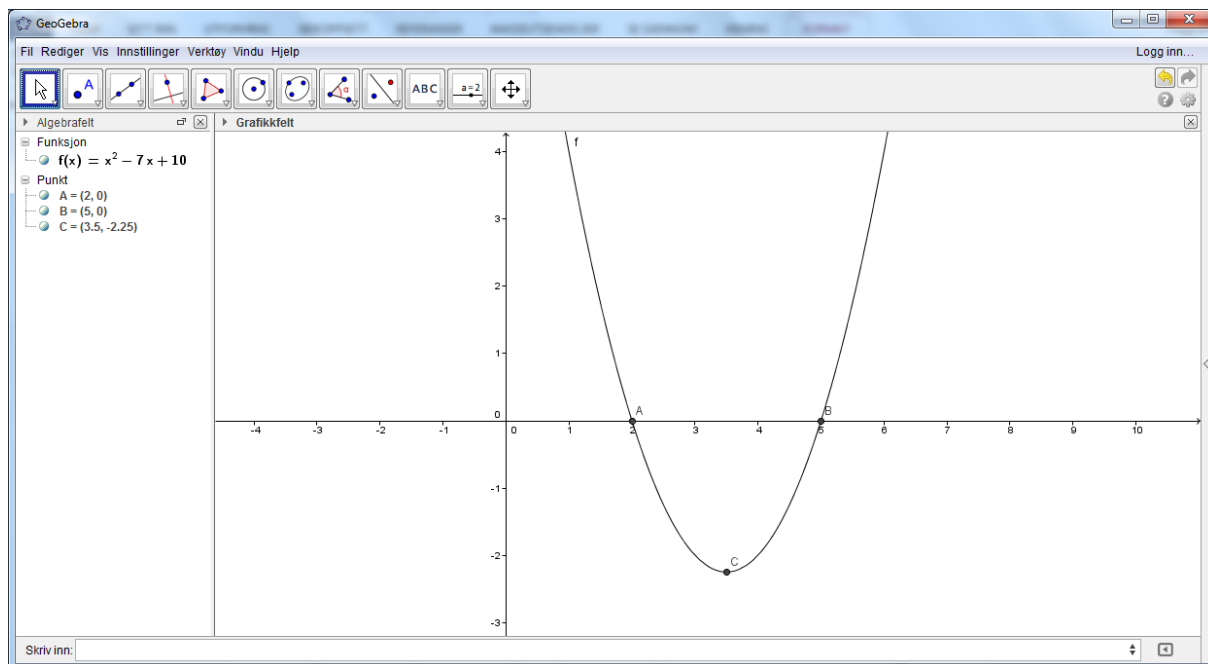 GeoGebra
Fil Rediger Vis Innstillinger Verktøy Vindu Hjelp Logg inn...
A α ABC a=2
Algebrafelt
Funksjon
f(x) = x² − 7x + 10
Punkt
A = (2, 0)
B = (5, 0)
C = (3.5, -2.25)
Grafikkfelt
f
4
3
2
1
0
-1
-2
-3
-4 -3 -2 -1 0 1 2 3 4 5 6 7 8 9 10
A
B
C
Skriv inn: